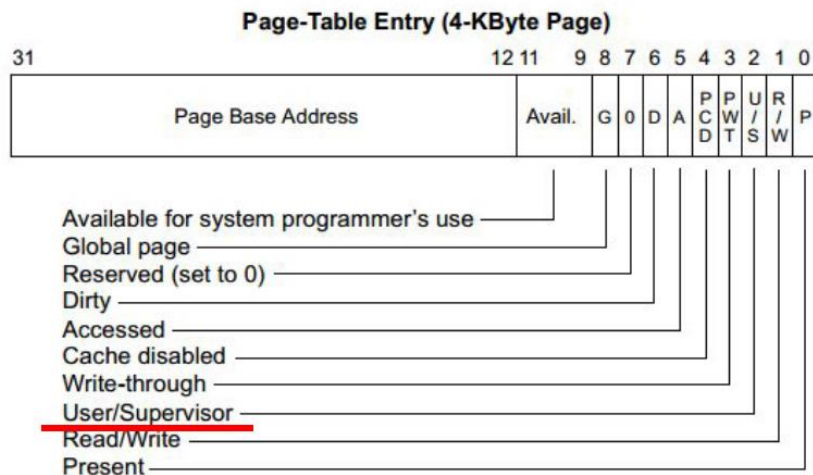 Page-Table Entry (4-KByte Page)
31 12 11 9 8 7 6 5 4 3 2 1 0
Page Base Address Avail. G 0 D A PCD PWT U/S R/W P
Available for system programmer's use
Global page
Reserved (set to 0)
Dirty
Accessed
Cache disabled
Write-through
User/Supervisor
Read/Write
Present